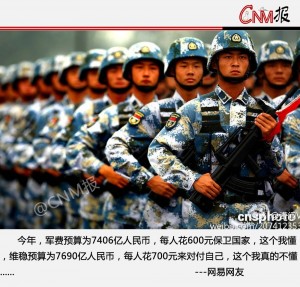 CNM报
@CNM报
cnsphoto
weibo.com/207412351
今年，军费预算为7406亿人民币，每人花600元保卫国家，这个我懂
，维稳预算为7690亿人民币，每人花700元来对付自己，这个我真的不懂
...... ---网易网友